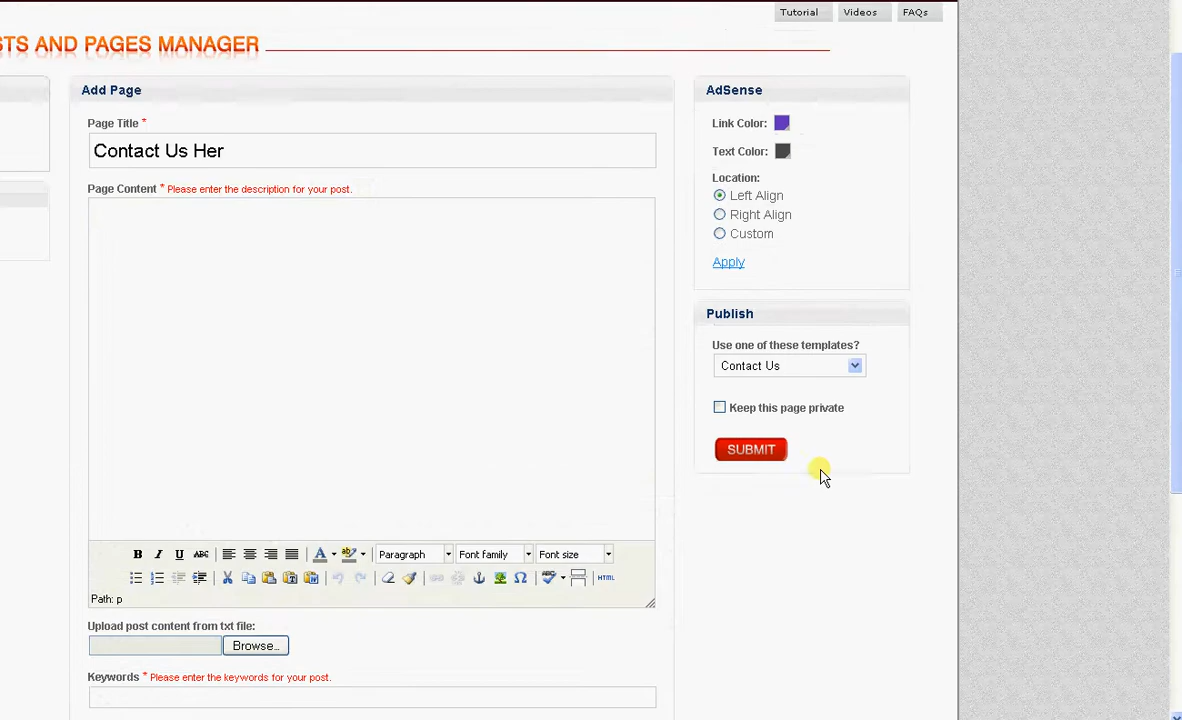 Tutorial Videos FAQs
STS AND PAGES MANAGER
Add Page
Page Title *
Contact Us Her
Page Content * Please enter the description for your post.
Paragraph Font family Font size
HTML
Path: p
Upload post content from txt file:
Browse...
Keywords * Please enter the keywords for your post.
AdSense
Link Color:
Text Color:
Location:
Left Align
Right Align
Custom
Apply
Publish
Use one of these templates?
Contact Us
Keep this page private
SUBMIT